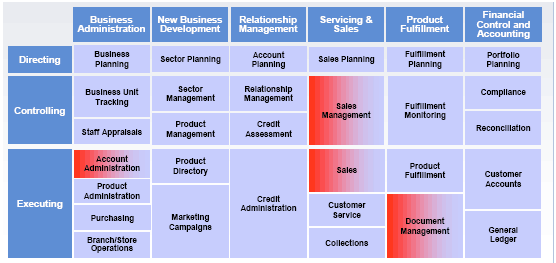 Business
Administration
New Business
Development
Relationship
Management
Servicing &
Sales
Product
Fulfillment
Financial
Control and
Accounting
Directing
Business
Planning
Sector Planning
Account
Planning
Sales Planning
Fulfillment
Planning
Portfolio
Planning
Controlling
Business Unit
Tracking
Staff Appraisals
Sector
Management
Product
Management
Relationship
Management
Credit
Assessment
Sales
Management
Fulfillment
Monitoring
Compliance
Reconciliation
Executing
Account
Administration
Product
Administration
Purchasing
Branch/Store
Operations
Product
Directory
Marketing
Campaigns
Credit
Administration
Sales
Customer
Service
Collections
Product
Fulfillment
Document
Management
Customer
Accounts
General
Ledger